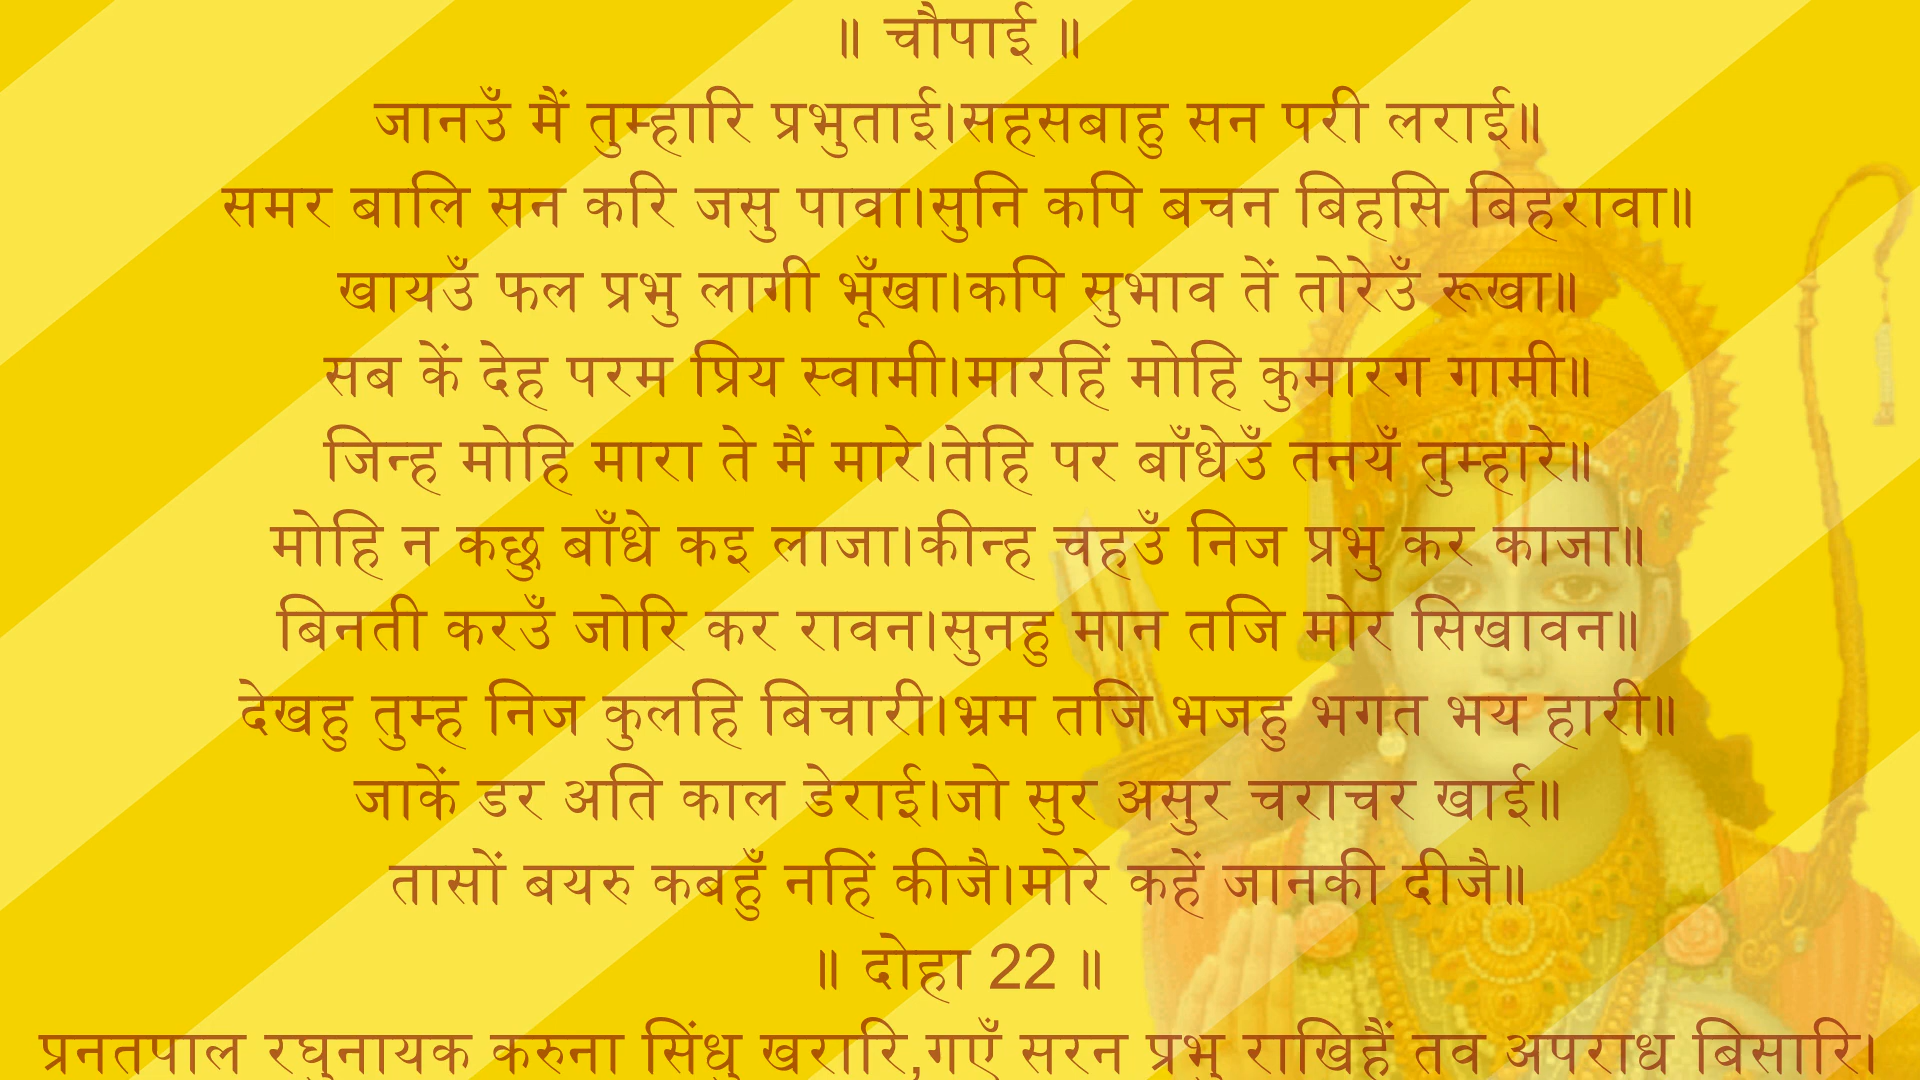 ॥ चौपाई ॥
जानउँ मैं तुम्हारि प्रभुताई।सहसबाहु सन परी लराई॥
समर बालि सन करि जसु पावा।सुनि कपि बचन बिहसि बिहरावा॥
खायउँ फल प्रभु लागी भूँखा।कपि सुभाव तें तोरेउँ रूखा॥
सब कें देह परम प्रिय स्वामी।मारहिं मोहि कुमारग गामी॥
जिन्ह मोहि मारा ते मैं मारे।तेहि पर बाँधेउँ तनयँ तुम्हारे॥
मोहि न कछु बाँधे कइ लाजा।कीन्ह चहउँ निज प्रभु कर काजा॥
बिनती करउँ जोरि कर रावन।सुनहु मान तजि मोर सिखावन॥
देखहु तुम्ह निज कुलहि बिचारी।भ्रम तजि भजहु भगत भय हारी॥
जाकें डर अति काल डेराई।जो सुर असुर चराचर खाई॥
तासों बयरु कबहुँ नहिं कीजै।मोरे कहें जानकी दीजै॥
॥ दोहा 22 ॥
प्रनतपाल रघुनायक करुना सिंधु खरारि,गएँ सरन प्रभु राखिहैं तव अपराध बिसारि।